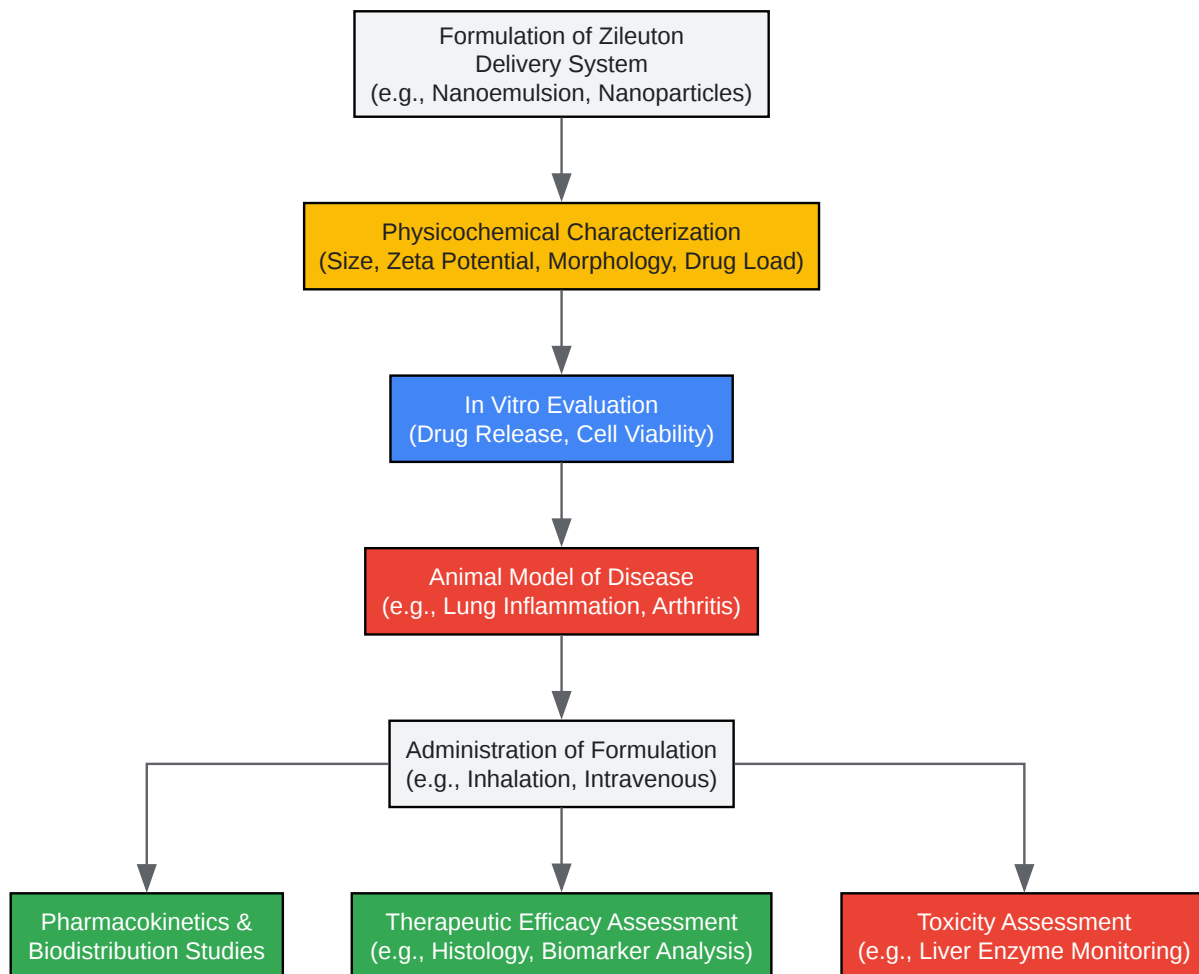 Formulation of Zileuton
Delivery System
(e.g., Nanoemulsion, Nanoparticles)
Physicochemical Characterization
(Size, Zeta Potential, Morphology, Drug Load)
In Vitro Evaluation
(Drug Release, Cell Viability)
Animal Model of Disease
(e.g., Lung Inflammation, Arthritis)
Administration of Formulation
(e.g., Inhalation, Intravenous)
Pharmacokinetics &
Biodistribution Studies
Therapeutic Efficacy Assessment
(e.g., Histology, Biomarker Analysis)
Toxicity Assessment
(e.g., Liver Enzyme Monitoring)